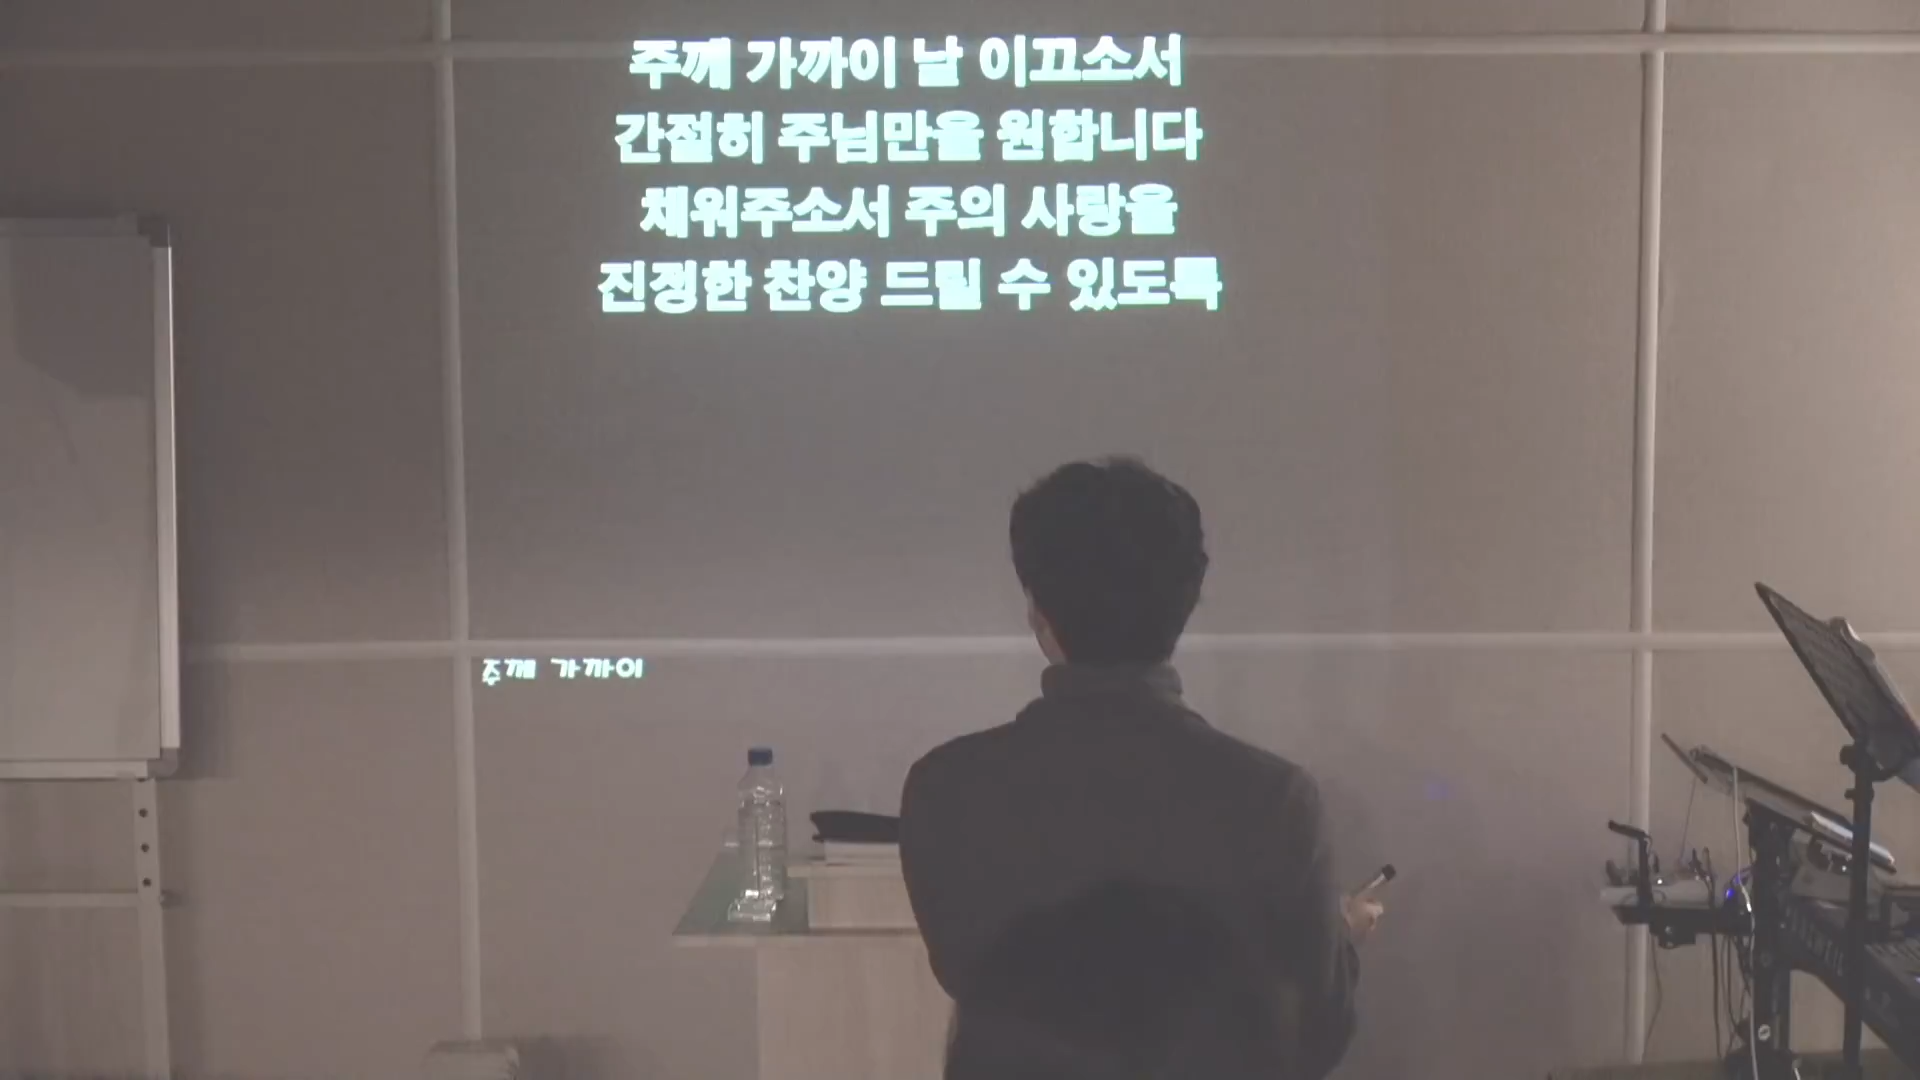 주께 가까이 날 이끄소서
간절히 주님만을 원합니다
채워주소서 주의 사랑을
진정한 찬양 드릴 수 있도록
주께 가까이